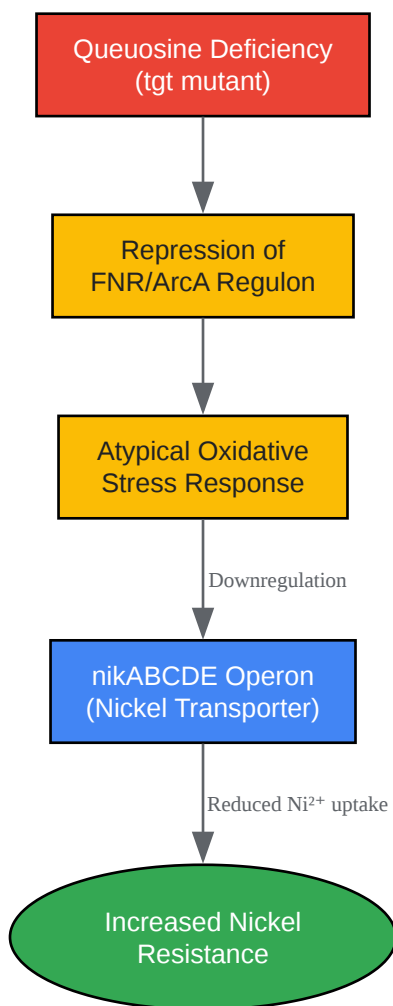 Queuosine Deficiency
(tgt mutant)
Repression of
FNR/ArcA Regulon
Atypical Oxidative
Stress Response
Downregulation
nikABCDE Operon
(Nickel Transporter)
Reduced Ni²⁺ uptake
Increased Nickel
Resistance